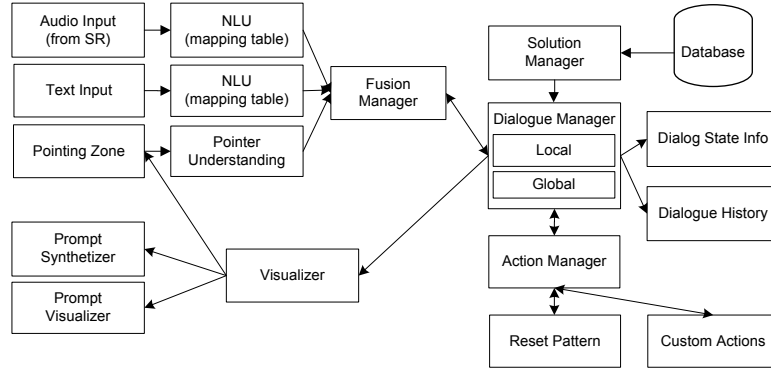 Audio Input
(from SR)
NLU
(mapping table)
Text Input
NLU
(mapping table)
Pointing Zone
Pointer
Understanding
Fusion
Manager
Solution
Manager
Database
Dialogue Manager
Local
Global
Dialog State Info
Dialogue History
Prompt
Synthetizer
Prompt
Visualizer
Visualizer
Action Manager
Reset Pattern
Custom Actions